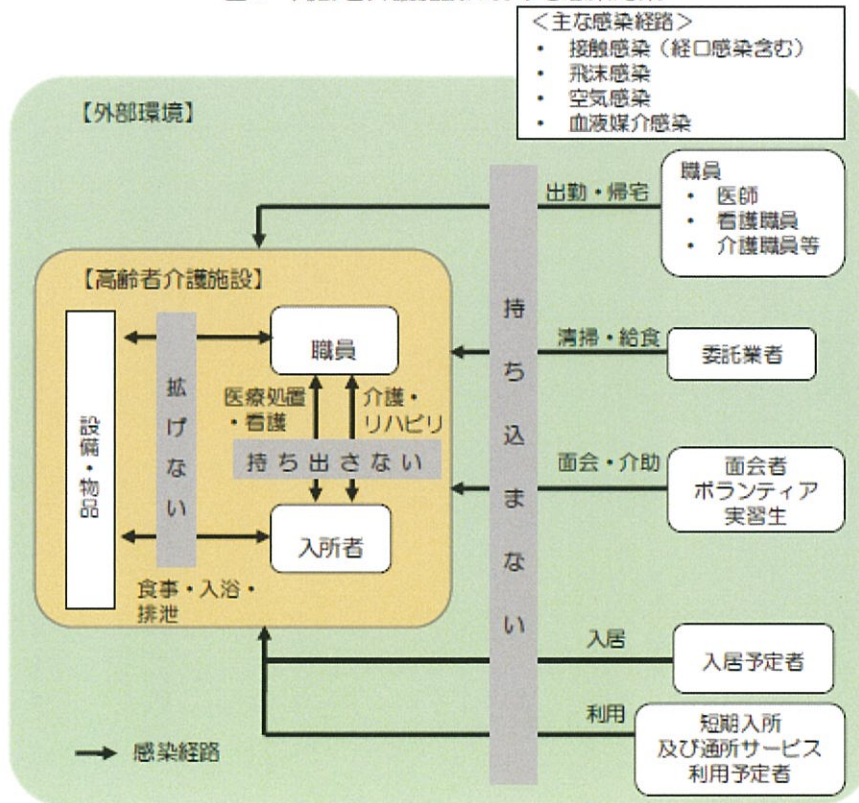 ＜主な感染経路＞
・ 接触感染（経口感染含む）
・ 飛沫感染
・ 空気感染
・ 血液媒介感染
【外部環境】
出勤・帰宅
職員
・ 医師
・ 看護職員
・ 介護職員等
【高齢者介護施設】
職員
清掃・給食
委託業者
持ち込まない
拡げない
設備・物品
医療処置
・看護
介護・
リハビリ
持ち出さない
面会・介助
面会者
ボランティア
実習生
入所者
食事・入浴・
排泄
入居
入居予定者
利用
短期入所
及び通所サービス
利用予定者
感染経路